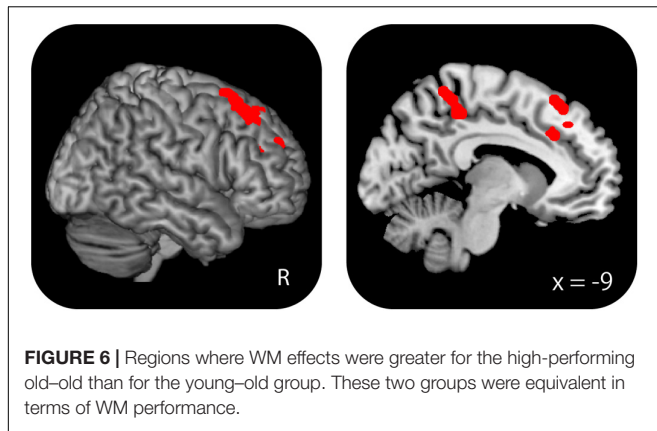 R
x = -9
FIGURE 6 | Regions where WM effects were greater for the high-performing
old–old than for the young–old group. These two groups were equivalent in
terms of WM performance.